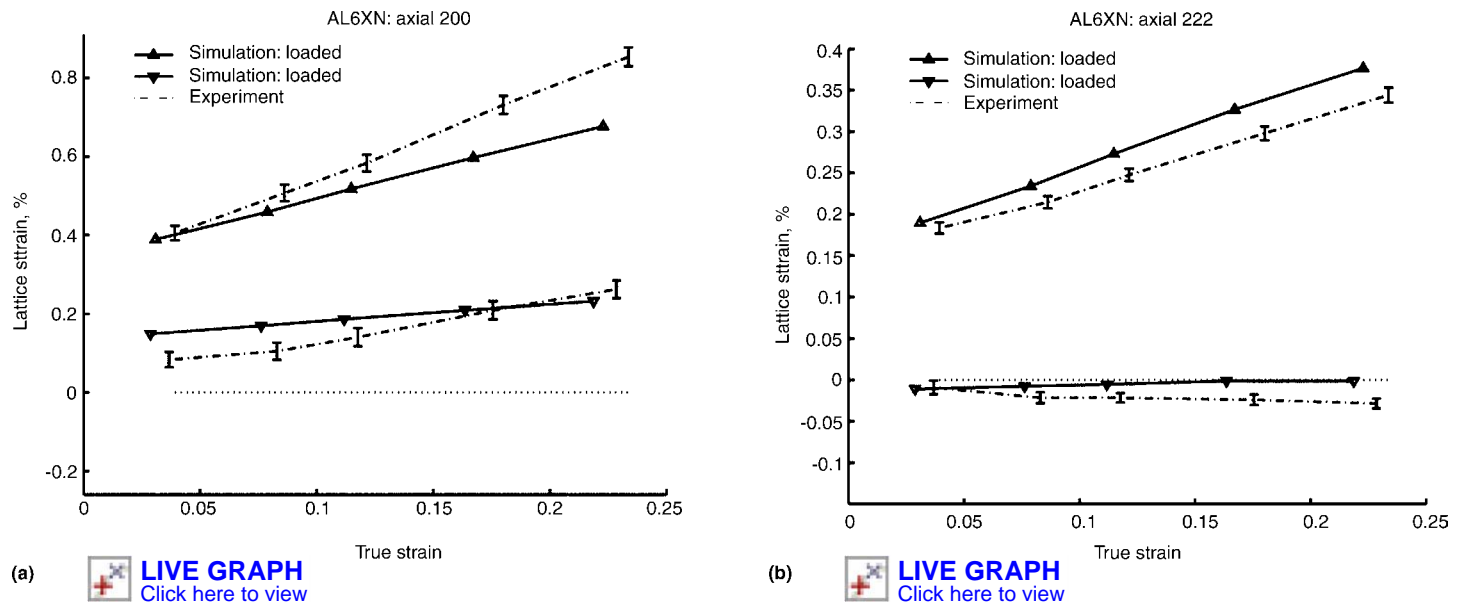 AL6XN: axial 200
Simulation: loaded
Simulation: loaded
Experiment
0.8
0.6
0.4
0.2
0
-0.2
Lattice sttrain, %
0
0.05
0.1
0.15
0.2
0.25
True strain
(a)
LIVE GRAPH
Click here to view
AL6XN: axial 222
Simulation: loaded
Simulation: loaded
Experiment
0.4
0.35
0.3
0.25
0.2
0.15
0.1
0.05
0
-0.05
-0.1
Lattice sttrain, %
0
0.05
0.1
0.15
0.2
0.25
True strain
(b)
LIVE GRAPH
Click here to view